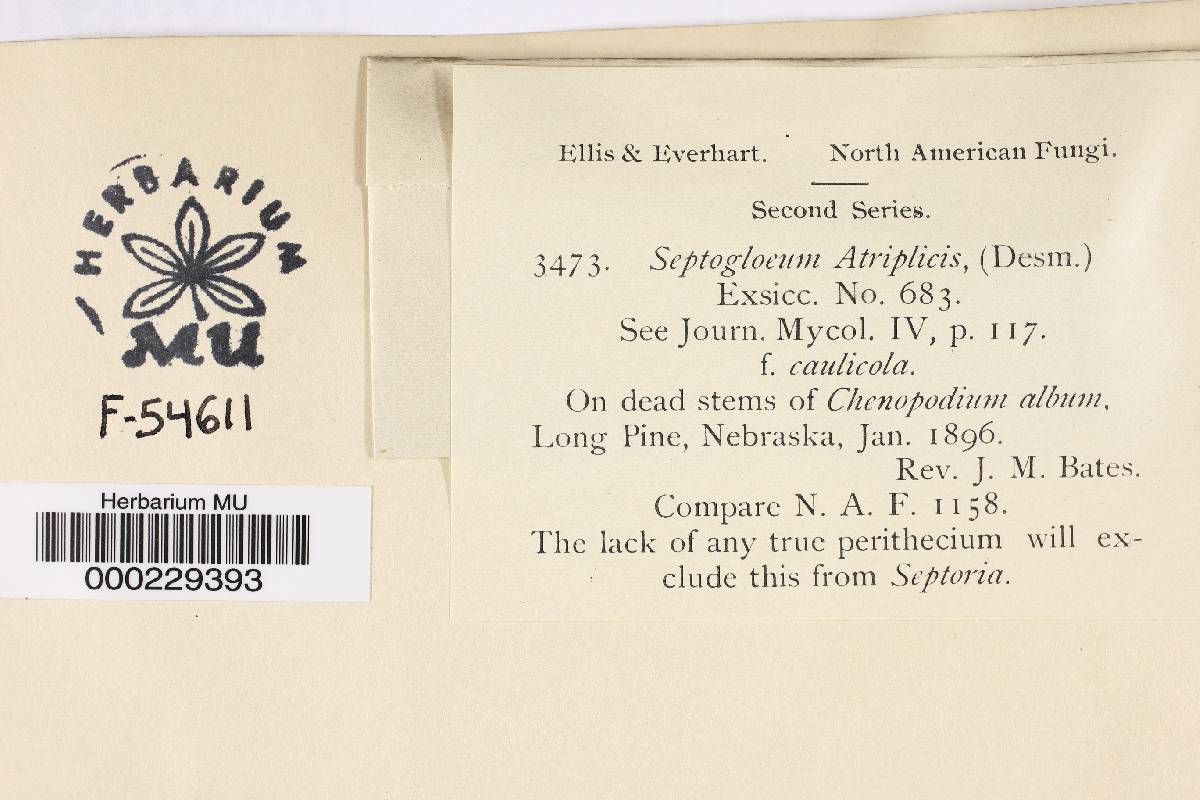 HERBARIUM
MU
F-54611
Herbarium MU
000229393
Ellis & Everhart. North American Fungi.
Second Series.
3473. Septogloeum Atriplicis, (Desm.)
Exsicc. No. 683.
See Journ. Mycol. IV, p. 117.
f. caulicola.
On dead stems of Chenopodium album,
Long Pine, Nebraska, Jan. 1896.
Rev. J. M. Bates.
Compare N. A. F. 1158.
The lack of any true perithecium will ex-
clude this from Septoria.